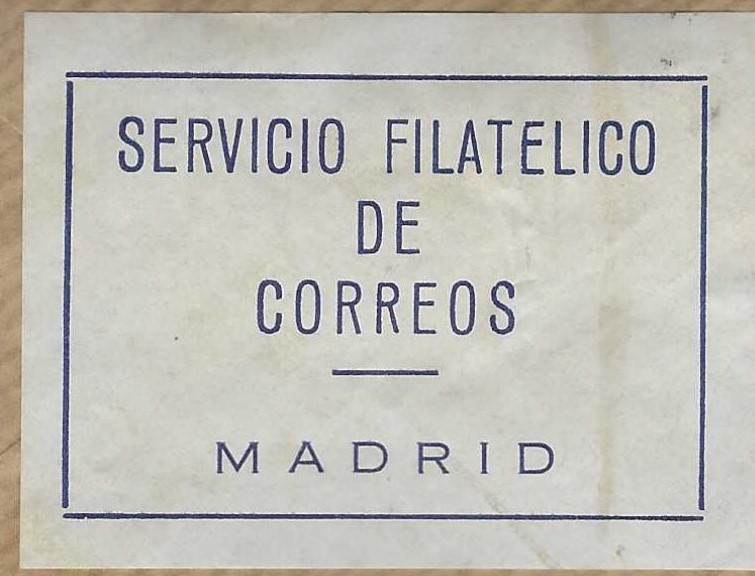 SERVICIO FILATELICO
DE
CORREOS
MADRID